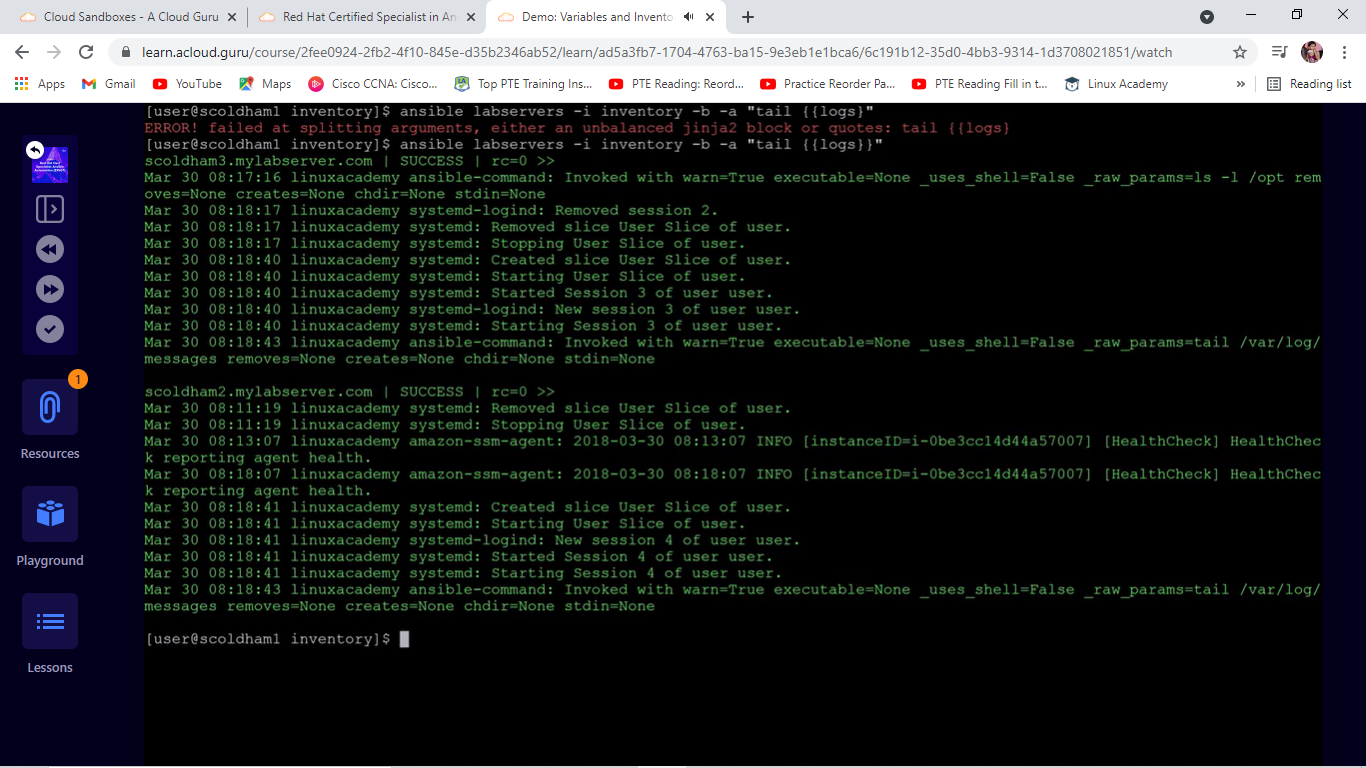 Cloud Sandboxes - A Cloud Guru
Red Hat Certified Specialist in An
Demo: Variables and Invento
learn.acloud.guru/course/2fee0924-2fb2-4f10-845e-d35b2346ab52/learn/ad5a3fb7-1704-4763-ba15-9e3eb1e1bca6/6c191b12-35d0-4bb3-9314-1d3708021851/watch
Apps Gmail YouTube Maps Cisco CCNA: Cisco... Top PTE Training Ins... PTE Reading: Reord... Practice Reorder Pa... PTE Reading Fill in t... Linux Academy » Reading list
[user@scoldham1 inventory]$ ansible labservers -i inventory -b -a "tail {{logs}"
ERROR! failed at splitting arguments, either an unbalanced jinja2 block or quotes: tail {{logs}
[user@scoldham1 inventory]$ ansible labservers -i inventory -b -a "tail {{logs}}"
scoldham3.mylabserver.com | SUCCESS | rc=0 >>
Mar 30 08:17:16 linuxacademy ansible-command: Invoked with warn=True executable=None _uses_shell=False _raw_params=ls -l /opt rem
oves=None creates=None chdir=None stdin=None
Mar 30 08:18:17 linuxacademy systemd-logind: Removed session 2.
Mar 30 08:18:17 linuxacademy systemd: Removed slice User Slice of user.
Mar 30 08:18:17 linuxacademy systemd: Stopping User Slice of user.
Mar 30 08:18:40 linuxacademy systemd: Created slice User Slice of user.
Mar 30 08:18:40 linuxacademy systemd: Starting User Slice of user.
Mar 30 08:18:40 linuxacademy systemd: Started Session 3 of user user.
Mar 30 08:18:40 linuxacademy systemd-logind: New session 3 of user user.
Mar 30 08:18:40 linuxacademy systemd: Starting Session 3 of user user.
Mar 30 08:18:43 linuxacademy ansible-command: Invoked with warn=True executable=None _uses_shell=False _raw_params=tail /var/log/
messages removes=None creates=None chdir=None stdin=None
scoldham2.mylabserver.com | SUCCESS | rc=0 >>
Mar 30 08:11:19 linuxacademy systemd: Removed slice User Slice of user.
Mar 30 08:11:19 linuxacademy systemd: Stopping User Slice of user.
Mar 30 08:13:07 linuxacademy amazon-ssm-agent: 2018-03-30 08:13:07 INFO [instanceID=i-0be3cc14d44a57007] [HealthCheck] HealthChec
k reporting agent health.
Mar 30 08:18:07 linuxacademy amazon-ssm-agent: 2018-03-30 08:18:07 INFO [instanceID=i-0be3cc14d44a57007] [HealthCheck] HealthChec
k reporting agent health.
Mar 30 08:18:41 linuxacademy systemd: Created slice User Slice of user.
Mar 30 08:18:41 linuxacademy systemd: Starting User Slice of user.
Mar 30 08:18:41 linuxacademy systemd-logind: New session 4 of user user.
Mar 30 08:18:41 linuxacademy systemd: Started Session 4 of user user.
Mar 30 08:18:41 linuxacademy systemd: Starting Session 4 of user user.
Mar 30 08:18:43 linuxacademy ansible-command: Invoked with warn=True executable=None _uses_shell=False _raw_params=tail /var/log/
messages removes=None creates=None chdir=None stdin=None
[user@scoldham1 inventory]$
1
Resources
Playground
Lessons